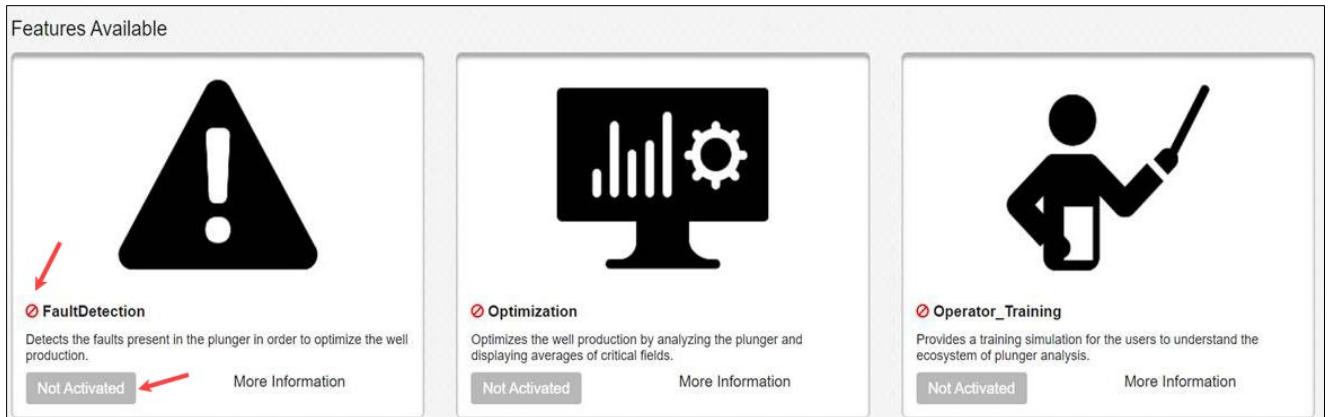 Features Available
FaultDetection
Detects the faults present in the plunger in order to optimize the well
production.
Not Activated
More Information
Optimization
Optimizes the well production by analyzing the plunger and
displaying averages of critical fields.
Not Activated
More Information
Operator_Training
Provides a training simulation for the users to understand the
ecosystem of plunger analysis.
Not Activated
More Information